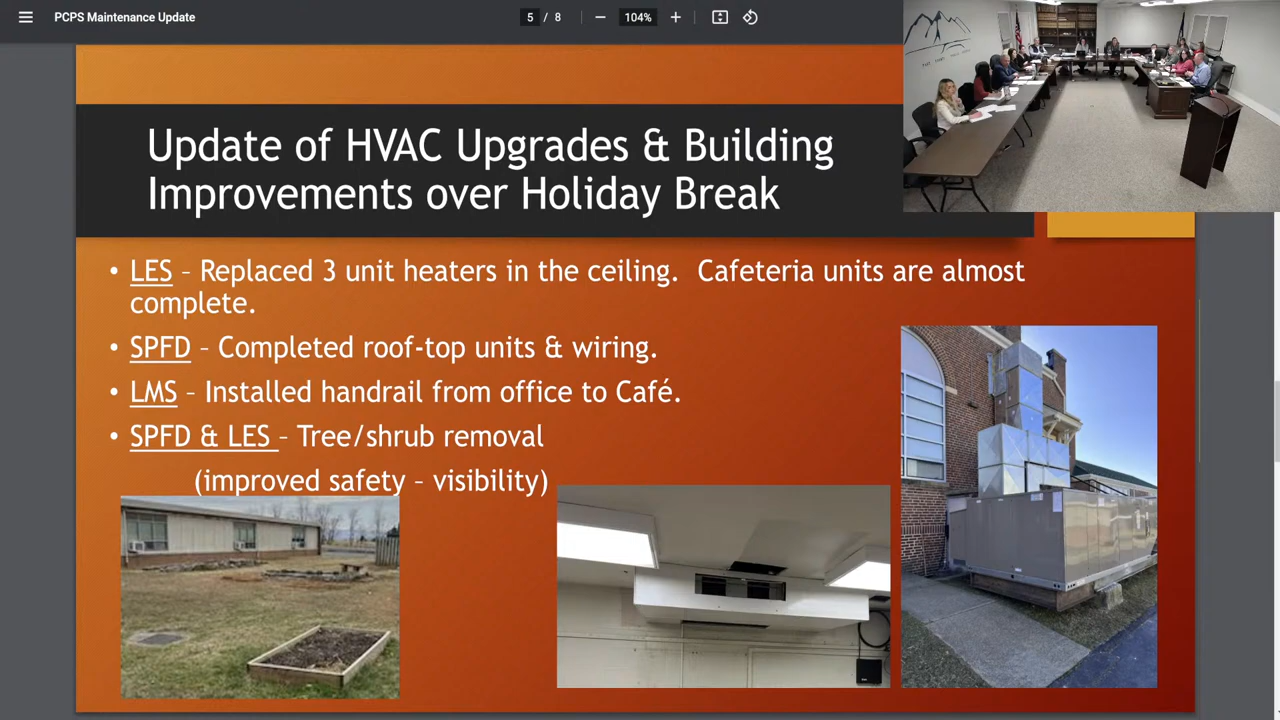 PCPS Maintenance Update
5 / 8
104%
Update of HVAC Upgrades & Building
Improvements over Holiday Break
• LES – Replaced 3 unit heaters in the ceiling. Cafeteria units are almost
complete.
• SPFD – Completed roof-top units & wiring.
• LMS – Installed handrail from office to Café.
• SPFD & LES – Tree/shrub removal
(improved safety – visibility)